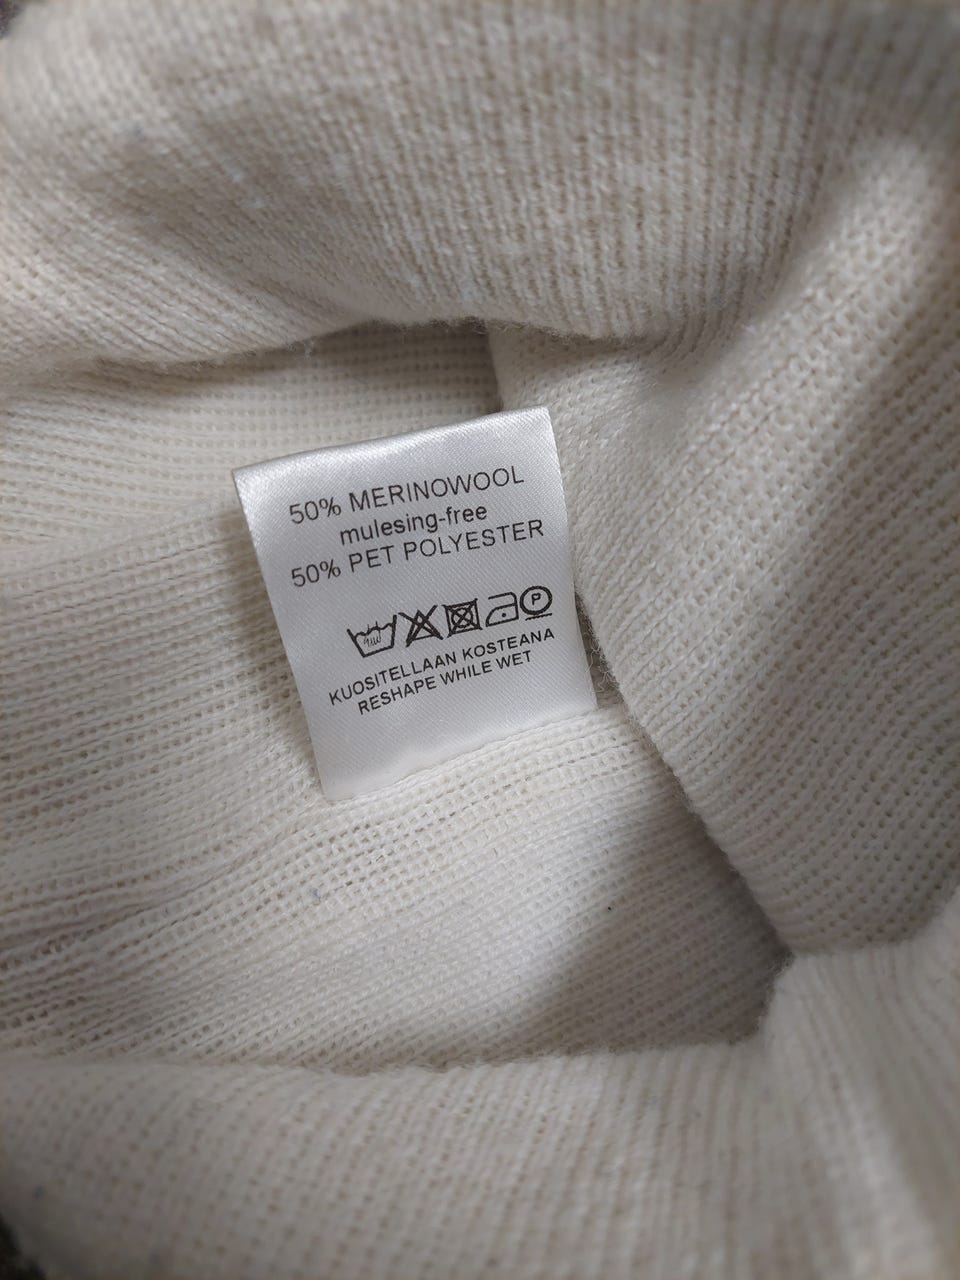 50% MERINOWOOL
mulesing-free
50% PET POLYESTER
P
KUOSITELLAAN KOSTEANA
RESHAPE WHILE WET